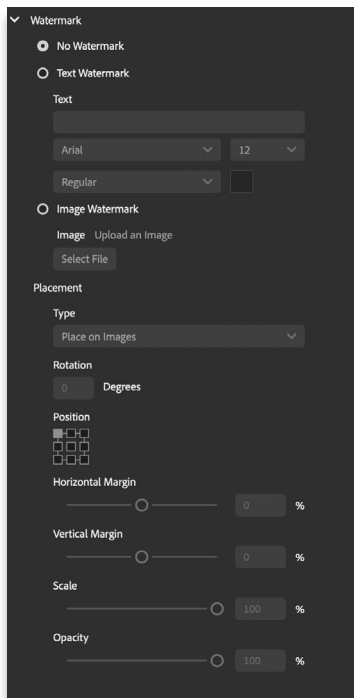 Watermark
No Watermark
Text Watermark
Text
Arial 12
Regular
Image Watermark
Image Upload an Image
Select File
Placement
Type
Place on Images
Rotation
0 Degrees
Position
Horizontal Margin
0 %
Vertical Margin
0 %
Scale
100 %
Opacity
100 %